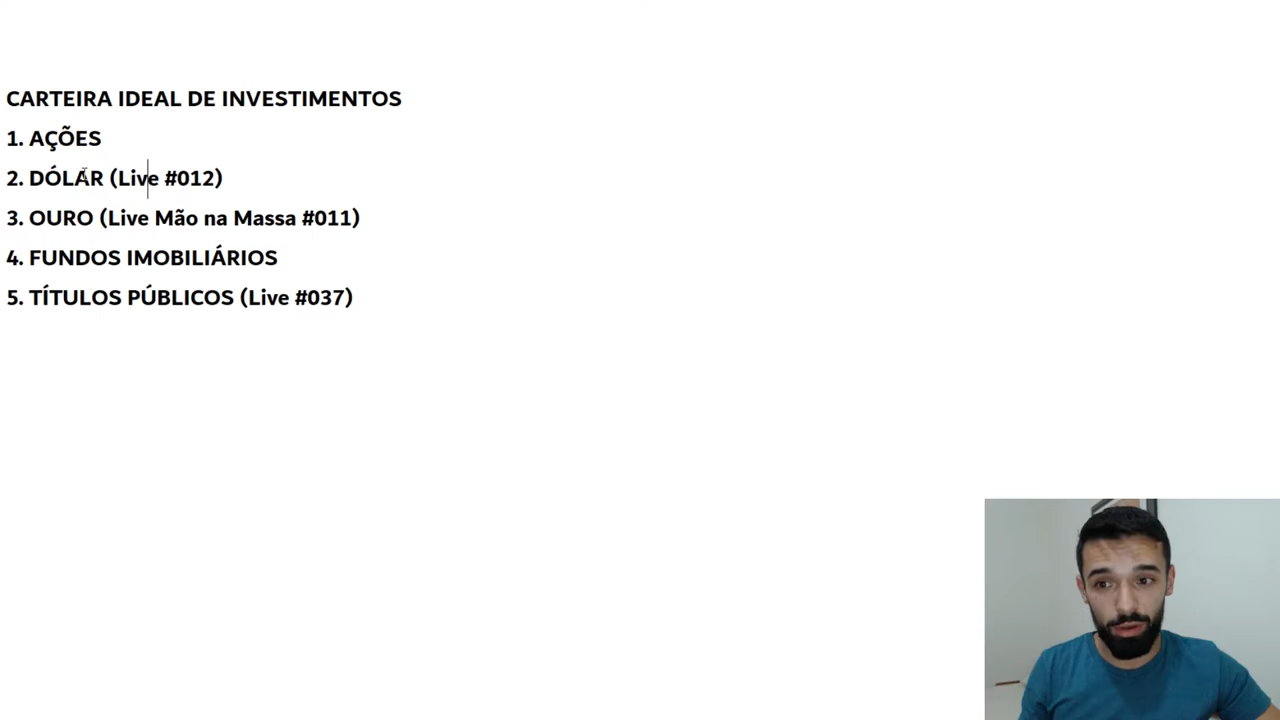 CARTEIRA IDEAL DE INVESTIMENTOS
1. AÇÕES
2. DÓLAR (Live #012)
3. OURO (Live Mão na Massa #011)
4. FUNDOS IMOBILIÁRIOS
5. TÍTULOS PÚBLICOS (Live #037)